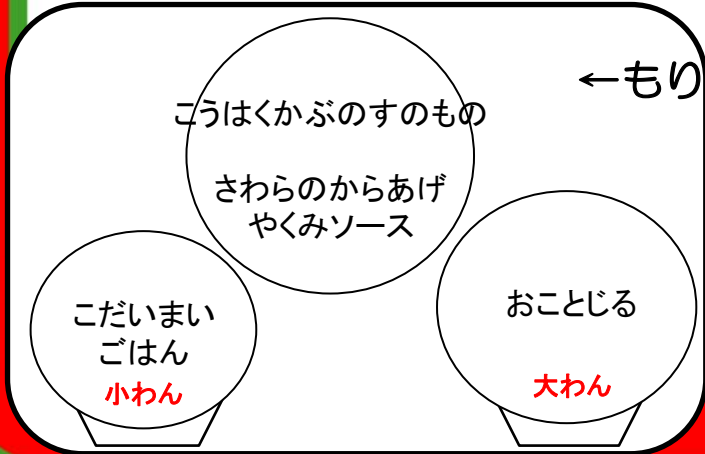 ←もり
こうはくかぶのすのもの
さわらのからあげ
やくみソース
こだいまい
ごはん
小わん
おことじる
大わん